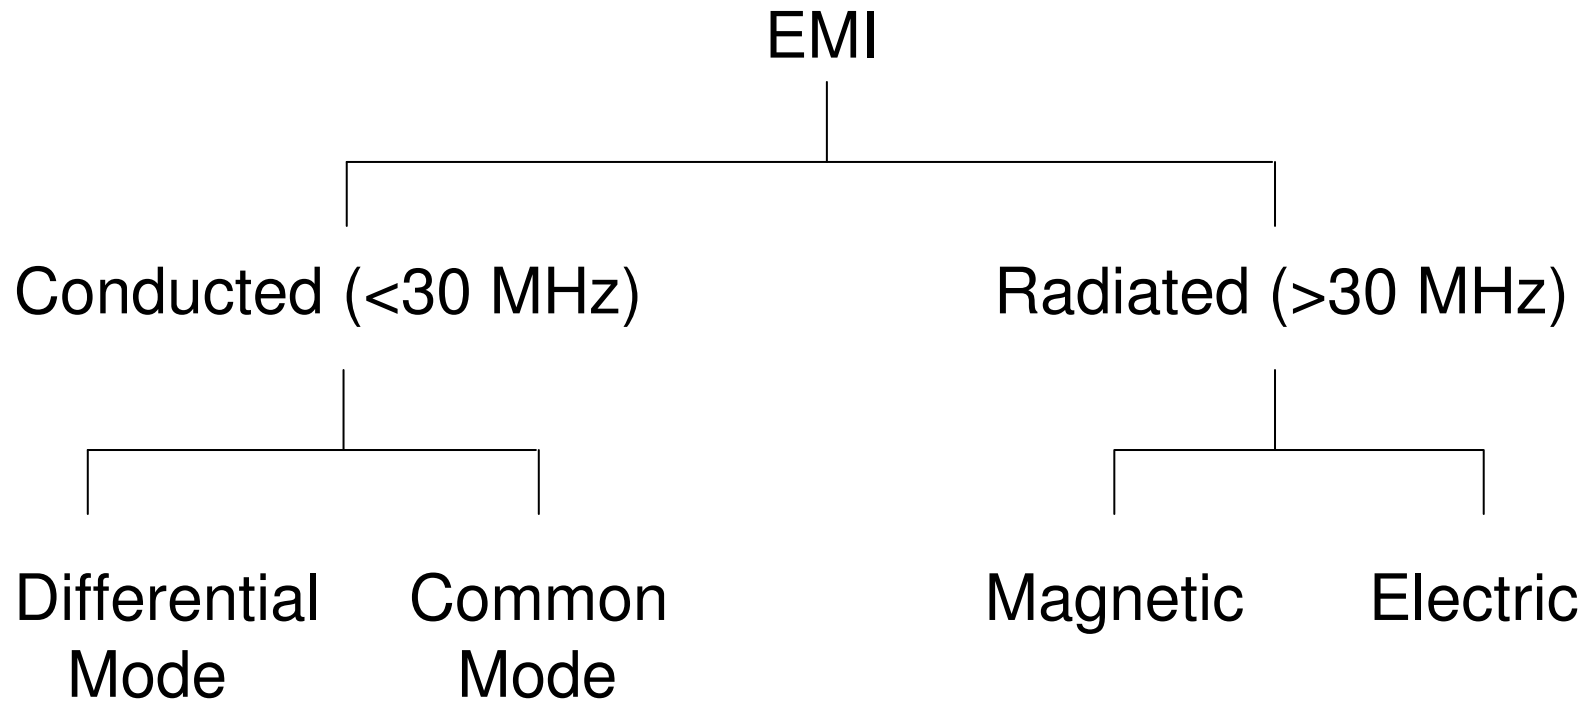 EMI
Conducted (<30 MHz)
Radiated (>30 MHz)
Differential
Mode
Common
Mode
Magnetic
Electric